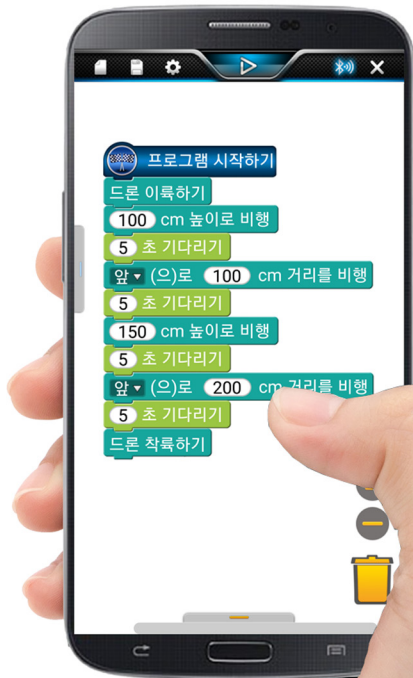 프로그램 시작하기
드론 이륙하기
100 cm 높이로 비행
5 초 기다리기
앞 (으)로 100 cm 거리를 비행
5 초 기다리기
150 cm 높이로 비행
5 초 기다리기
앞 (으)로 200 cm 거리를 비행
5 초 기다리기
드론 착륙하기